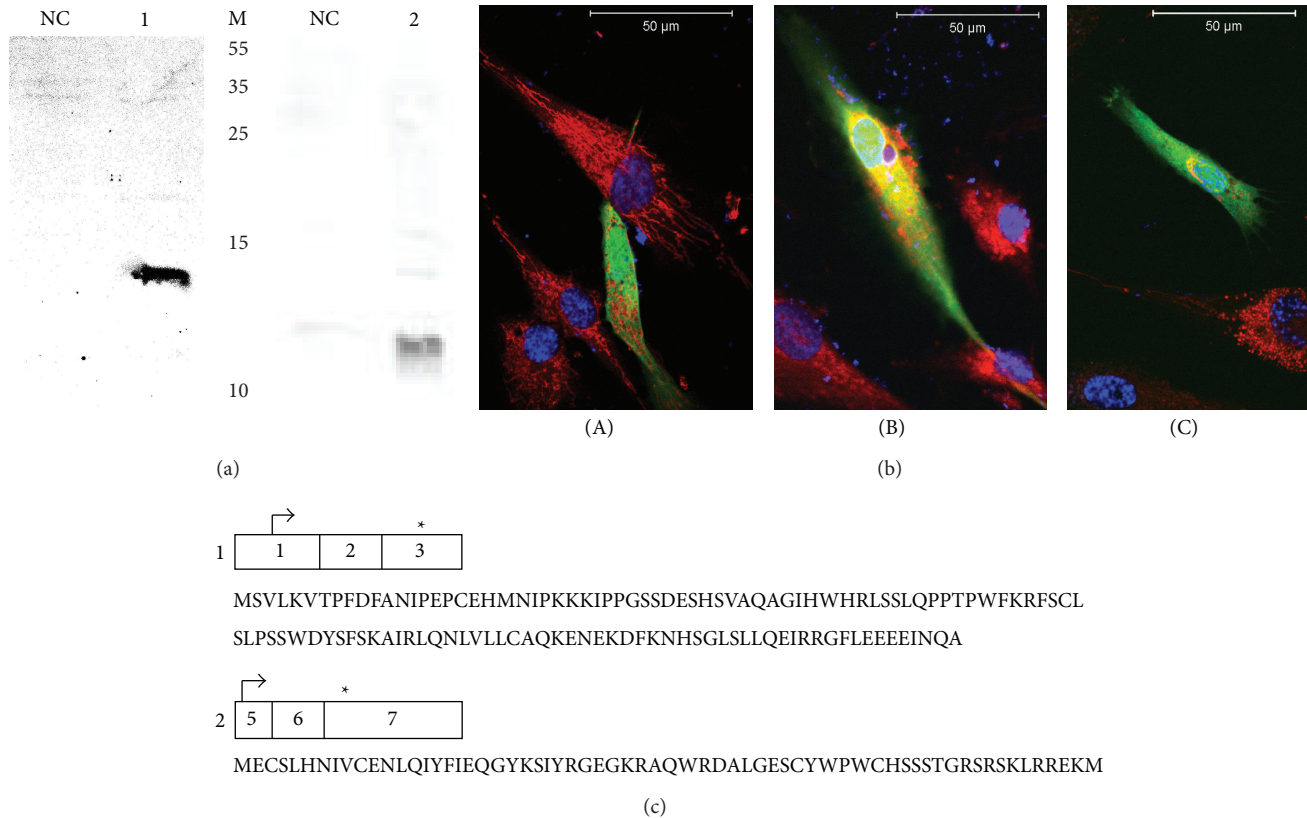 NC 1 M NC 2
55
35
25
15
10
50 µm
50 µm
50 µm
(A)
(B)
(C)
(a)
(b)
*
1 1 2 3
MSVLKVTPFDFANIPEPCEHMNIPKKKIPPGSSDESHSVAQAGIHWHRLSSLQPPTPWFKRFSCL
SLPSSWDYSFSKAIRLQNLVLLCAQKENEKDFKNHSGLSLLQEIRRGFLEEEEINQA
*
2 5 6 7
MECSLHNIVCENLQIYFIEQGYKSIYRGEGKRAQWRDALGESCYWPWCHSSSTGRSRSKLRREKM
(c)